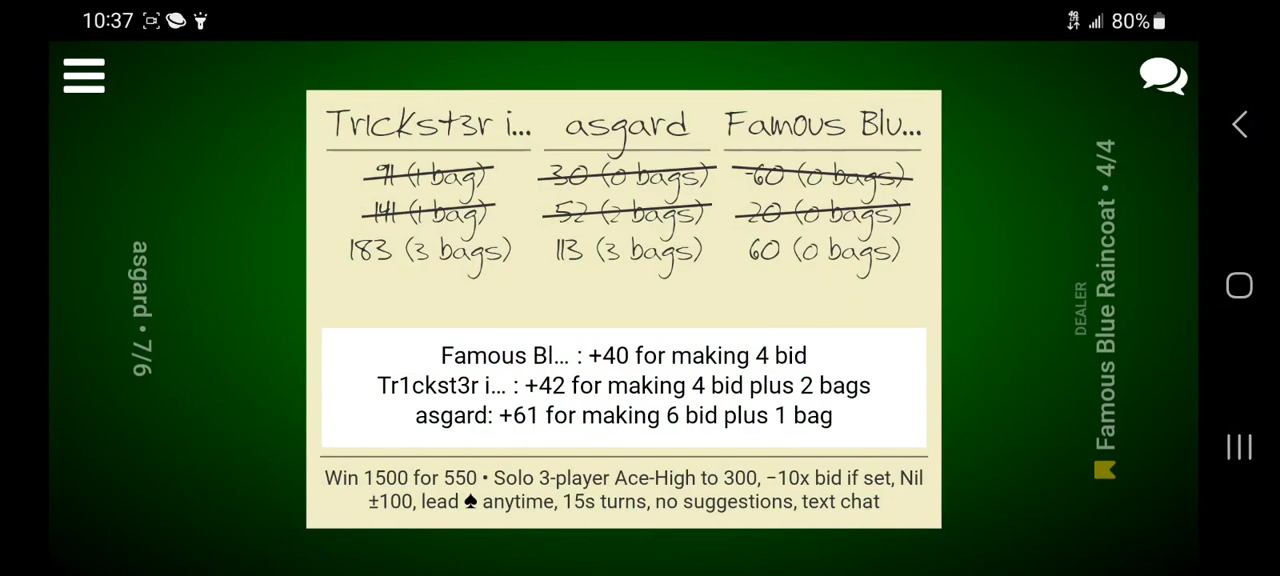 10:37
80%
Tr1ckst3r i... asgard Famous Blu...
91 (1 bag) 30 (0 bags) -60 (0 bags)
141 (1 bag) 52 (2 bags) 20 (0 bags)
183 (3 bags) 113 (3 bags) 60 (0 bags)
asgard • 7/6
DEALER
Famous Blue Raincoat • 4/4
Famous Bl... : +40 for making 4 bid
Tr1ckst3r i... : +42 for making 4 bid plus 2 bags
asgard: +61 for making 6 bid plus 1 bag
Win 1500 for 550 • Solo 3-player Ace-High to 300, −10x bid if set, Nil
±100, lead ♠ anytime, 15s turns, no suggestions, text chat